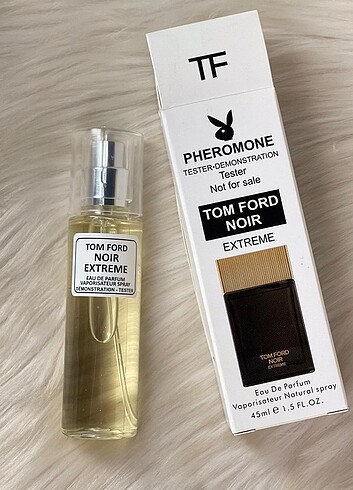 TF
PHEROMONE
TESTER-DEMONSTRATION
Tester
Not for sale
TOM FORD
NOIR
EXTREME
TOM FORD
NOIR
EXTREME
Eau De Parfum
Vaporisateur Natural spray
45ml e 1.5 FL.OZ.
TOM FORD
NOIR
EXTREME
EAU DE PARFUM
VAPORISATEUR SPRAY
DEMONSTRATION - TESTER